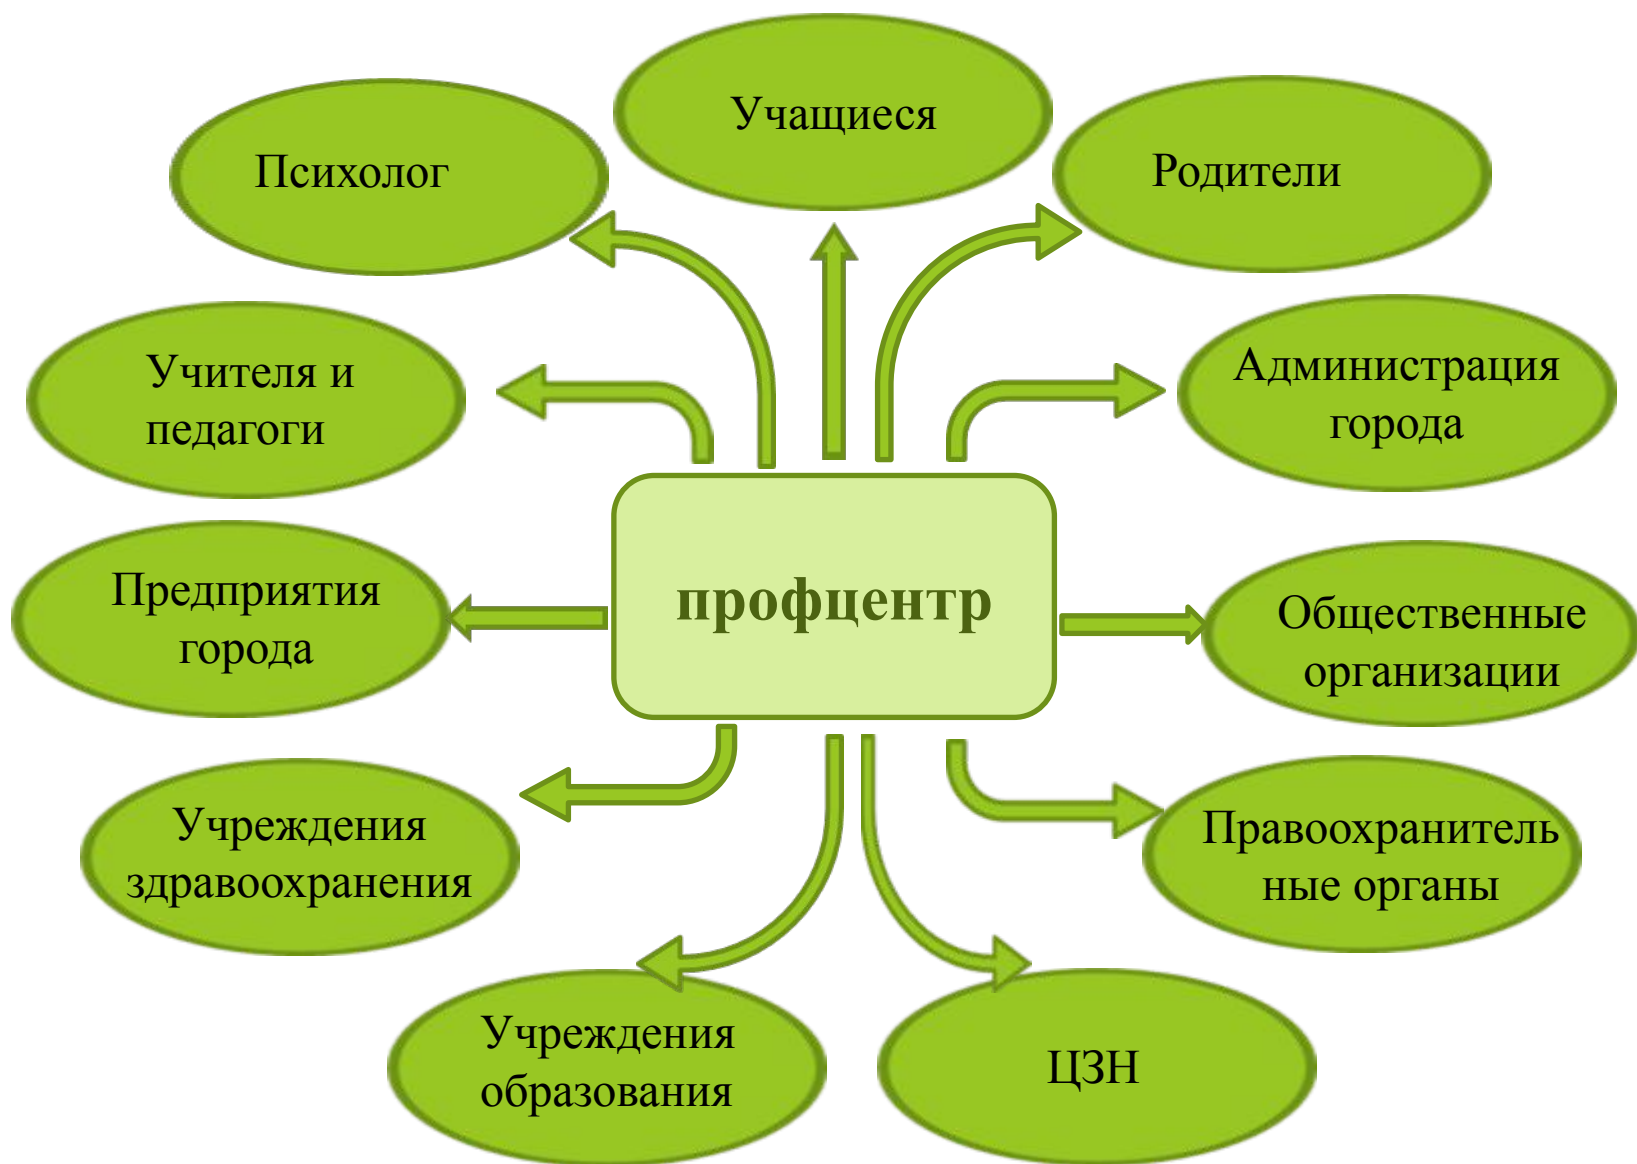 Учащиеся
Психолог
Родители
Учителя и
педагоги
Администрация
города
Предприятия
города
профцентр
Общественные
организации
Учреждения
здравоохранения
Правоохранитель
ные органы
Учреждения
образования
ЦЗН